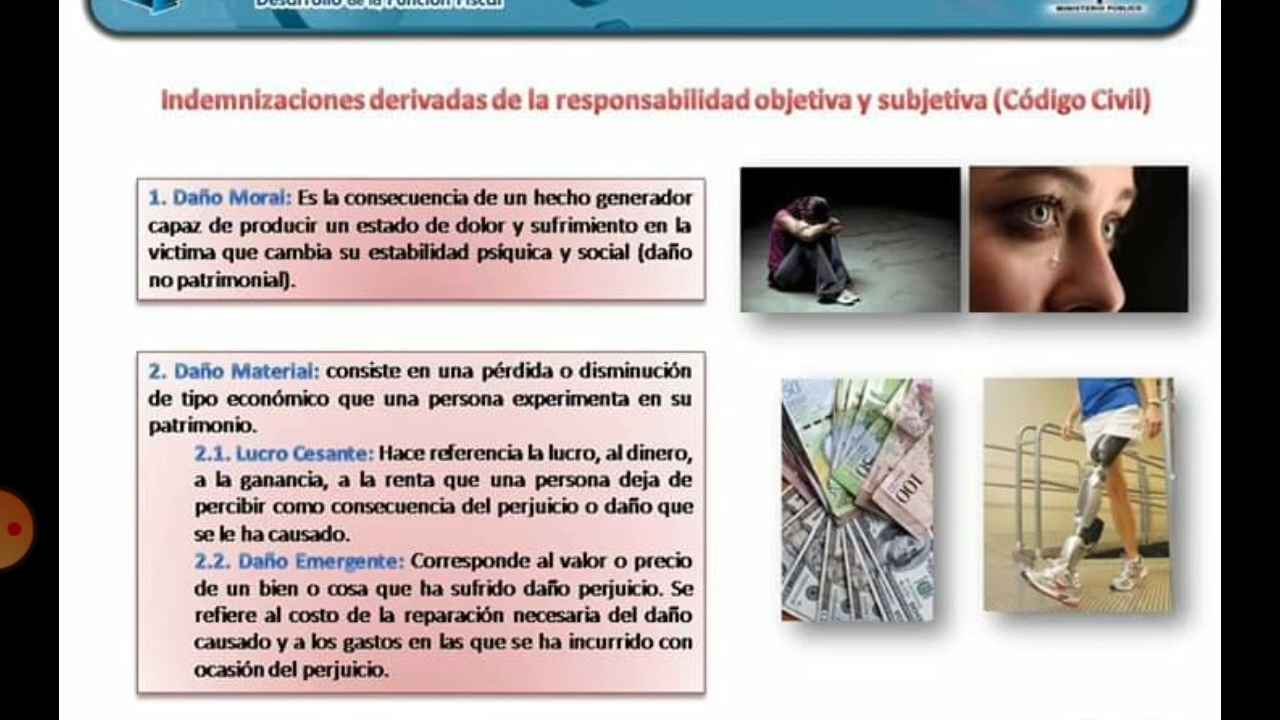 Desarrollo de la Función Fiscal
MINISTERIO PÚBLICO
Indemnizaciones derivadas de la responsabilidad objetiva y subjetiva (Código Civil)
1. Daño Moral: Es la consecuencia de un hecho generador
capaz de producir un estado de dolor y sufrimiento en la
victima que cambia su estabilidad psíquica y social (daño
no patrimonial).
2. Daño Material: consiste en una pérdida o disminución
de tipo económico que una persona experimenta en su
patrimonio.
2.1. Lucro Cesante: Hace referencia la lucro, al dinero,
a la ganancia, a la renta que una persona deja de
percibir como consecuencia del perjuicio o daño que
se le ha causado.
2.2. Daño Emergente: Corresponde al valor o precio
de un bien o cosa que ha sufrido daño perjuicio. Se
refiere al costo de la reparación necesaria del daño
causado y a los gastos en las que se ha incurrido con
ocasión del perjuicio.
50
100